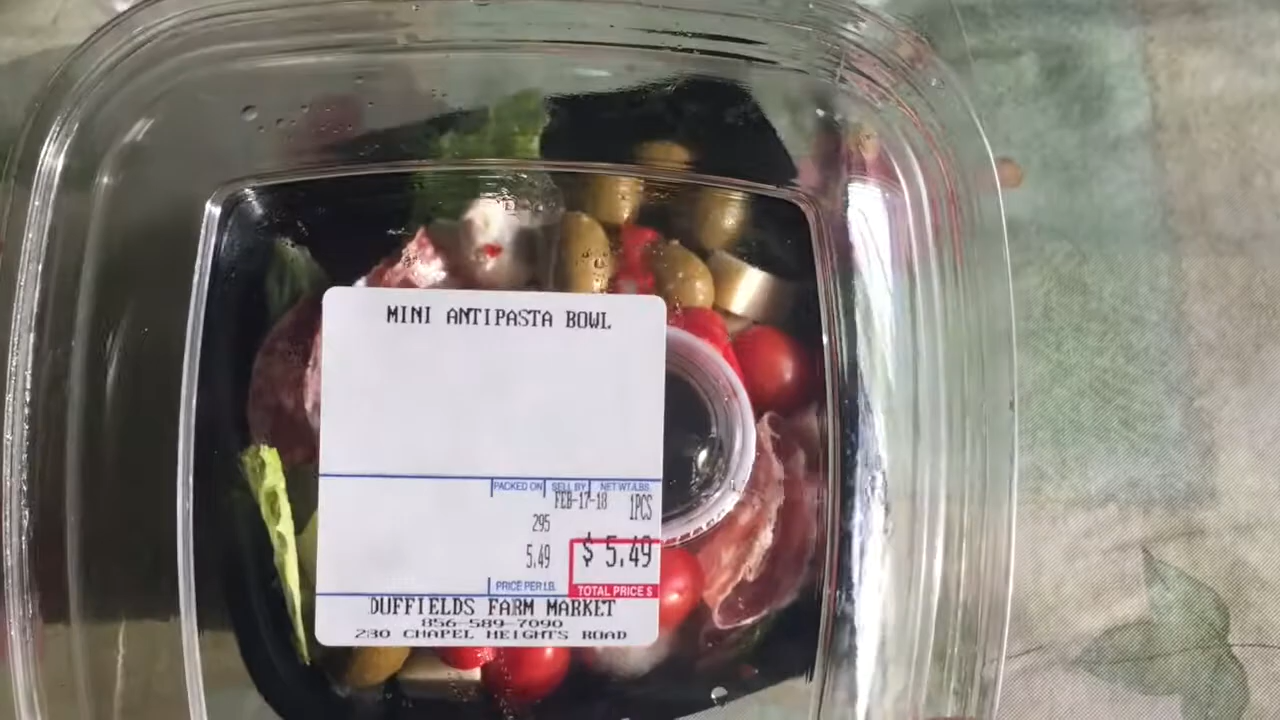 MINI ANTIPASTA BOWL
PACKED ON SELL BY NET WT/LBS.
FEB-17-18 1PCS
295
5.49 $ 5.49
PRICE PER LB. TOTAL PRICE $
DUFFIELDS FARM MARKET
856-589-7090
280 CHAPEL HEIGHTS ROAD